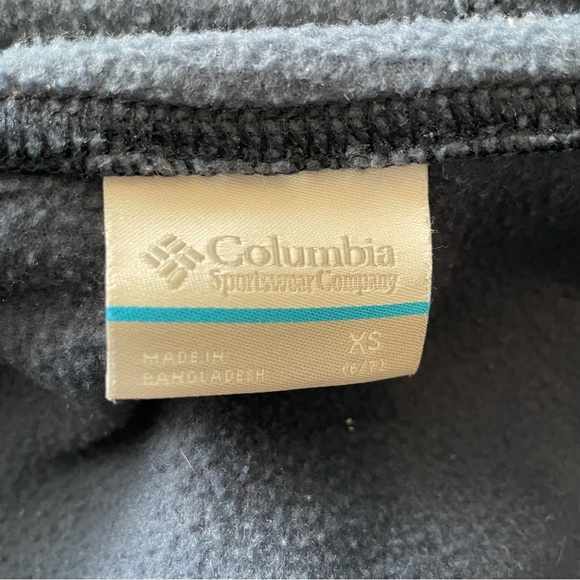 Columbia
Sportswear Company
MADE IN
BANGLADESH
XS
(6/7)